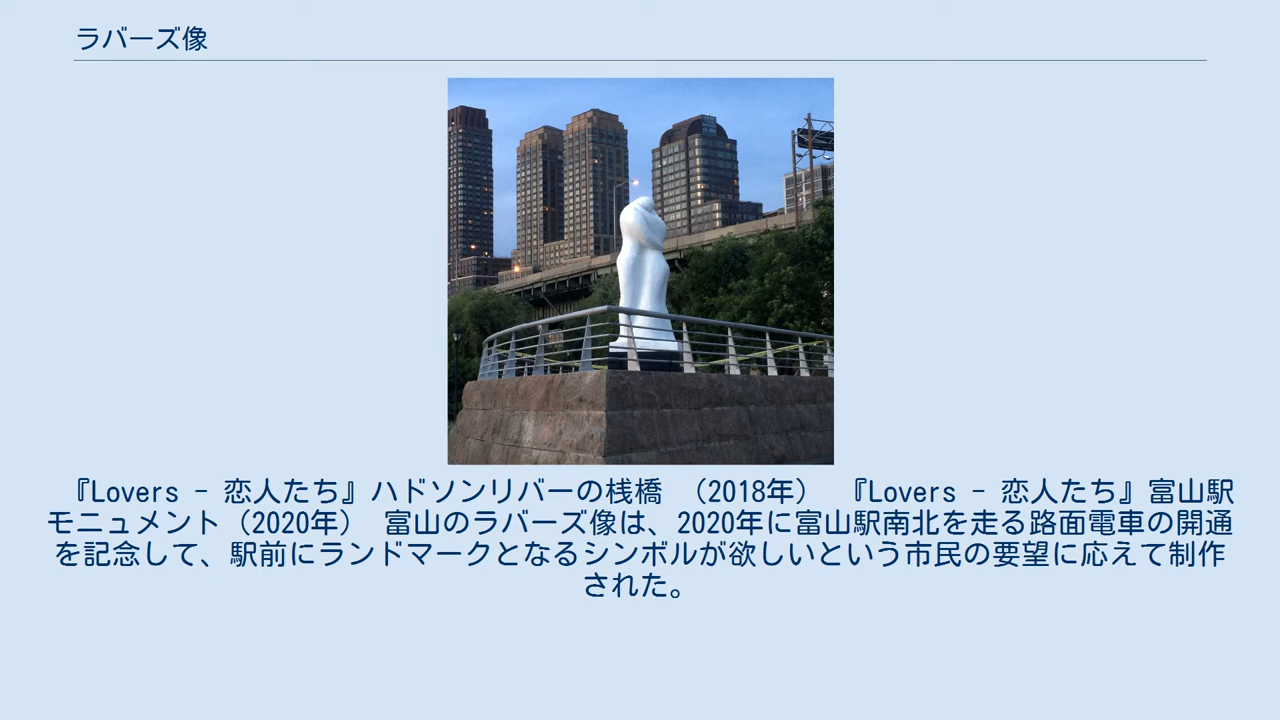 ラバーズ像
『Lovers - 恋人たち』ハドソンリバーの桟橋 （2018年） 『Lovers - 恋人たち』富山駅
モニュメント（2020年） 富山のラバーズ像は、2020年に富山駅南北を走る路面電車の開通
を記念して、駅前にランドマークとなるシンボルが欲しいという市民の要望に応えて制作
された。